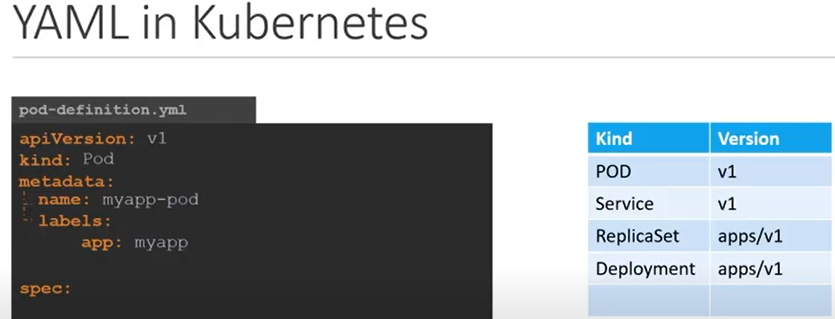 YAML in Kubernetes
pod-definition.yml
apiVersion: v1
kind: Pod
metadata:
name: myapp-pod
labels:
app: myapp
spec:
Kind Version
POD v1
Service v1
ReplicaSet apps/v1
Deployment apps/v1